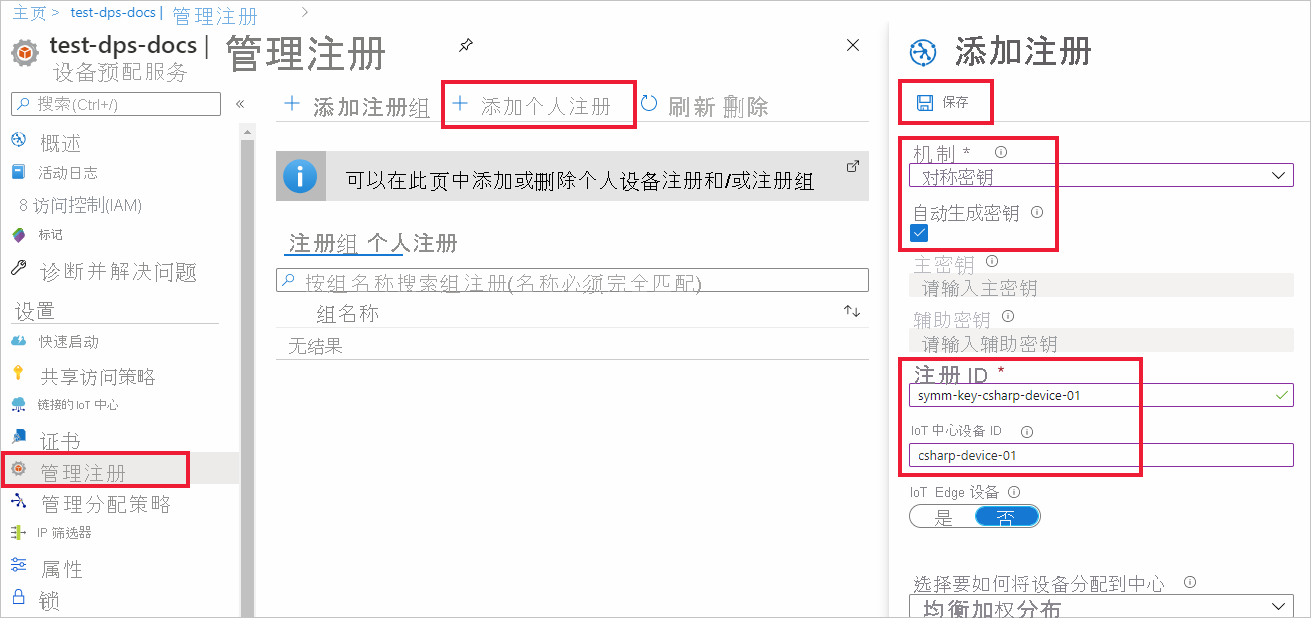 主页 > test-dps-docs | 管理注册 >
test-dps-docs | 管理注册
设备预配服务
搜索(Ctrl+/)
«
概述
活动日志
8 访问控制(IAM)
标记
诊断并解决问题
设置
快速启动
共享访问策略
链接的 IoT 中心
证书
管理注册
管理分配策略
IP 筛选器
属性
锁
+ 添加注册组 + 添加个人注册 刷新 删除
可以在此页中添加或删除个人设备注册和/或注册组
注册组 个人注册
按组名称搜索组注册(名称必须完全匹配)
组名称
无结果
添加注册
保存
机制 *
对称密钥
自动生成密钥
主密钥
请输入主密钥
辅助密钥
请输入辅助密钥
注册 ID *
symm-key-csharp-device-01
IoT 中心设备 ID
csharp-device-01
IoT Edge 设备
是 否
选择要如何将设备分配到中心
均衡加权分布